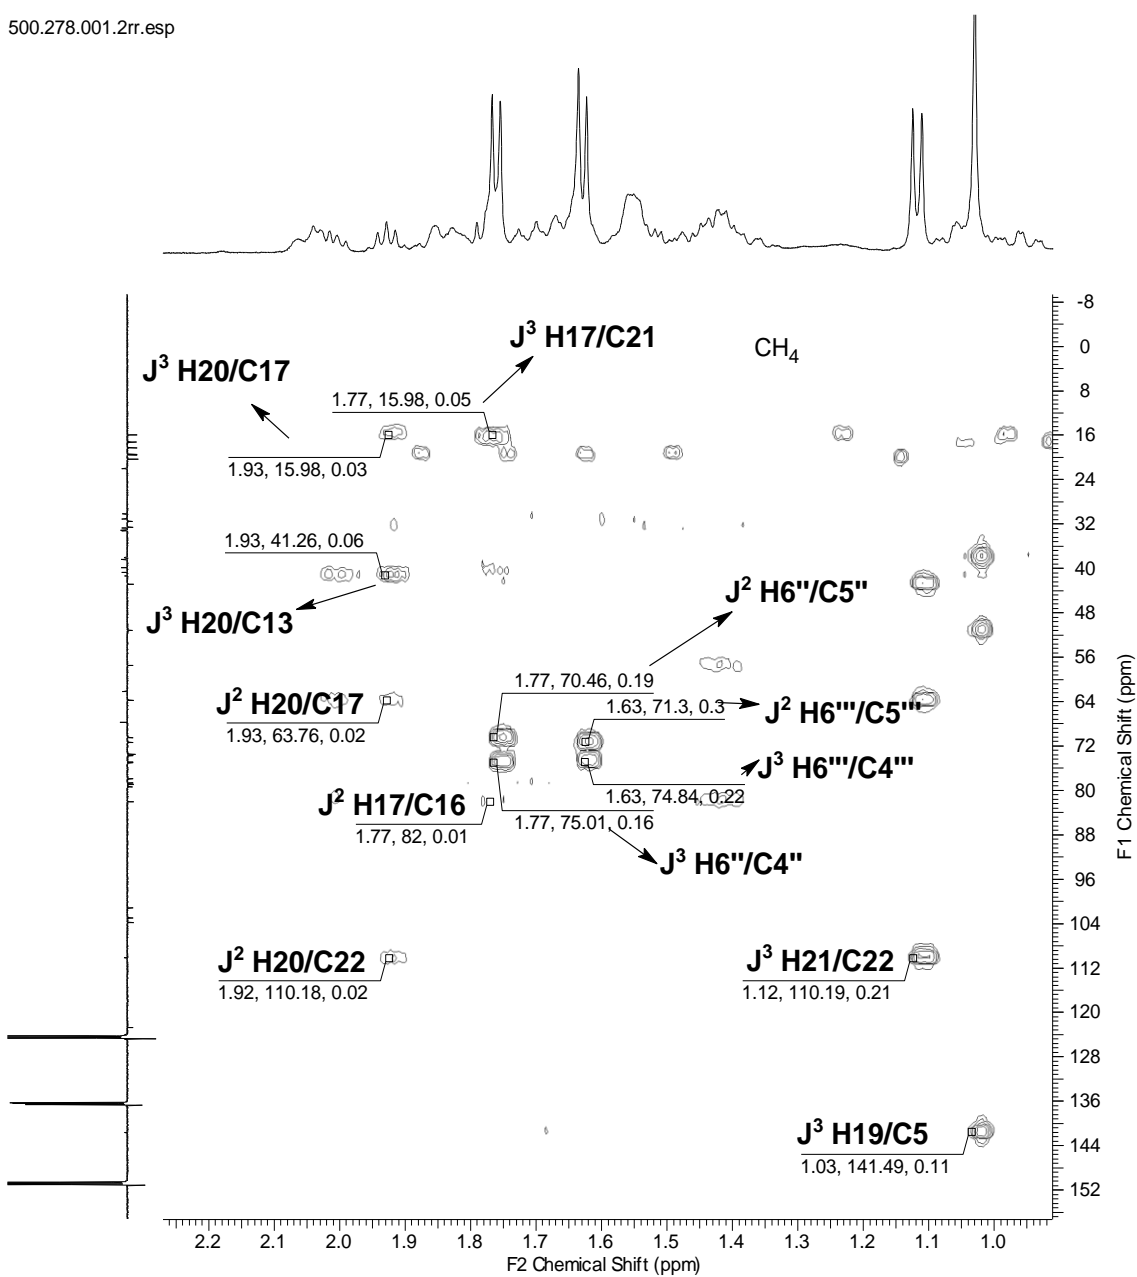 500.278.001.2rr.esp
J³ H17/C21
CH₄
J³ H20/C17
1.77, 15.98, 0.05
1.93, 15.98, 0.03
1.93, 41.26, 0.06
J³ H20/C13
J² H6''/C5''
1.77, 70.46, 0.19
1.63, 71.3, 0.3
J² H6'''/C5'''
J² H20/C17
1.93, 63.76, 0.02
J³ H6'''/C4'''
1.63, 74.84, 0.22
J² H17/C16
1.77, 82, 0.01
1.77, 75.01, 0.16
J³ H6''/C4''
J² H20/C22
1.92, 110.18, 0.02
J³ H21/C22
1.12, 110.19, 0.21
J³ H19/C5
1.03, 141.49, 0.11
-8
0
8
16
24
32
40
48
56
64
72
80
88
96
104
112
120
128
136
144
152
F1 Chemical Shift (ppm)
2.2 2.1 2.0 1.9 1.8 1.7 1.6 1.5 1.4 1.3 1.2 1.1 1.0
F2 Chemical Shift (ppm)